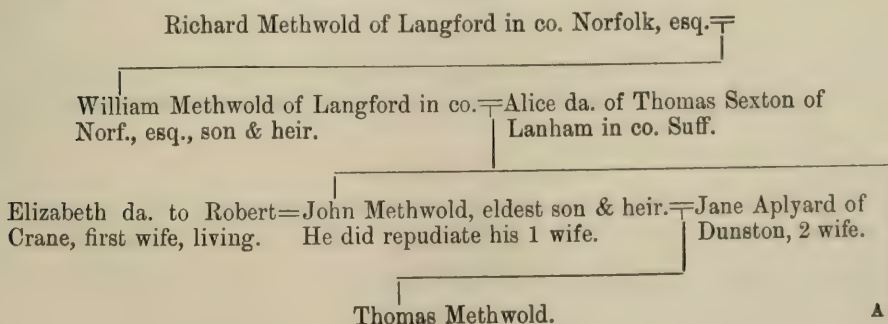 Richard Methwold of Langford in co. Norfolk, esq.
William Methwold of Langford in co.
Norf., esq., son & heir.
Alice da. of Thomas Sexton of
Lanham in co. Suff.
Elizabeth da. to Robert
Crane, first wife, living.
John Methwold, eldest son & heir.
He did repudiate his 1 wife.
Jane Aplyard of
Dunston, 2 wife.
Thomas Methwold.
A